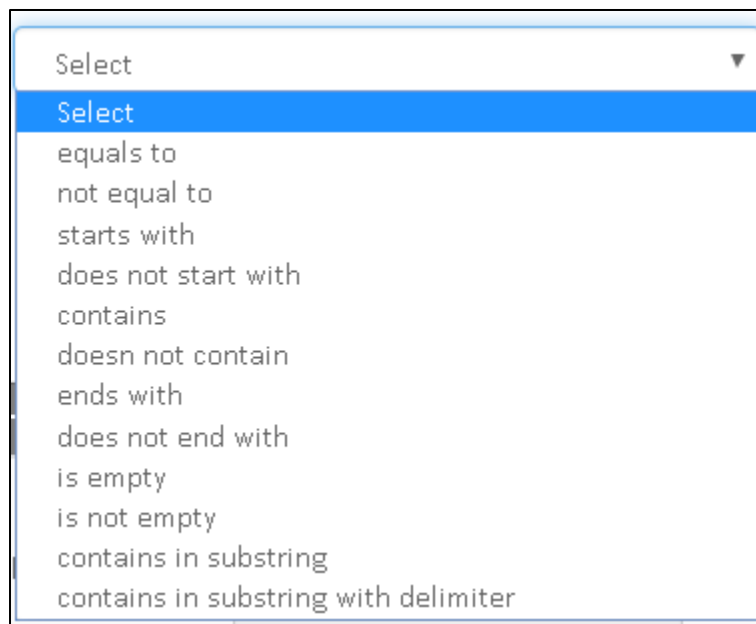 Select
Select
equals to
not equal to
starts with
does not start with
contains
doesn not contain
ends with
does not end with
is empty
is not empty
contains in substring
contains in substring with delimiter